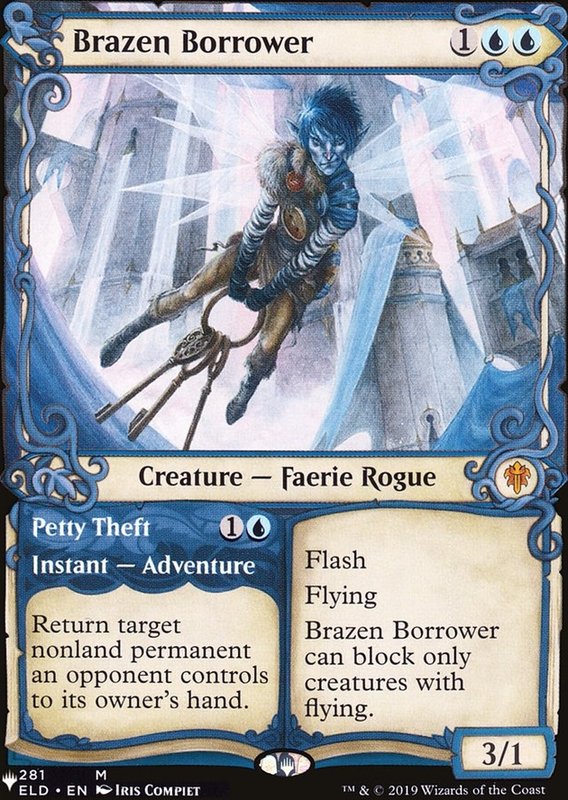 Brazen Borrower 1
Creature — Faerie Rogue
Petty Theft 1
Instant — Adventure
Return target
nonland permanent
an opponent controls
to its owner's hand.
Flash
Flying
Brazen Borrower
can block only
creatures with
flying.
3/1
281 M
ELD • EN Iris Compiet
™ & © 2019 Wizards of the Coast